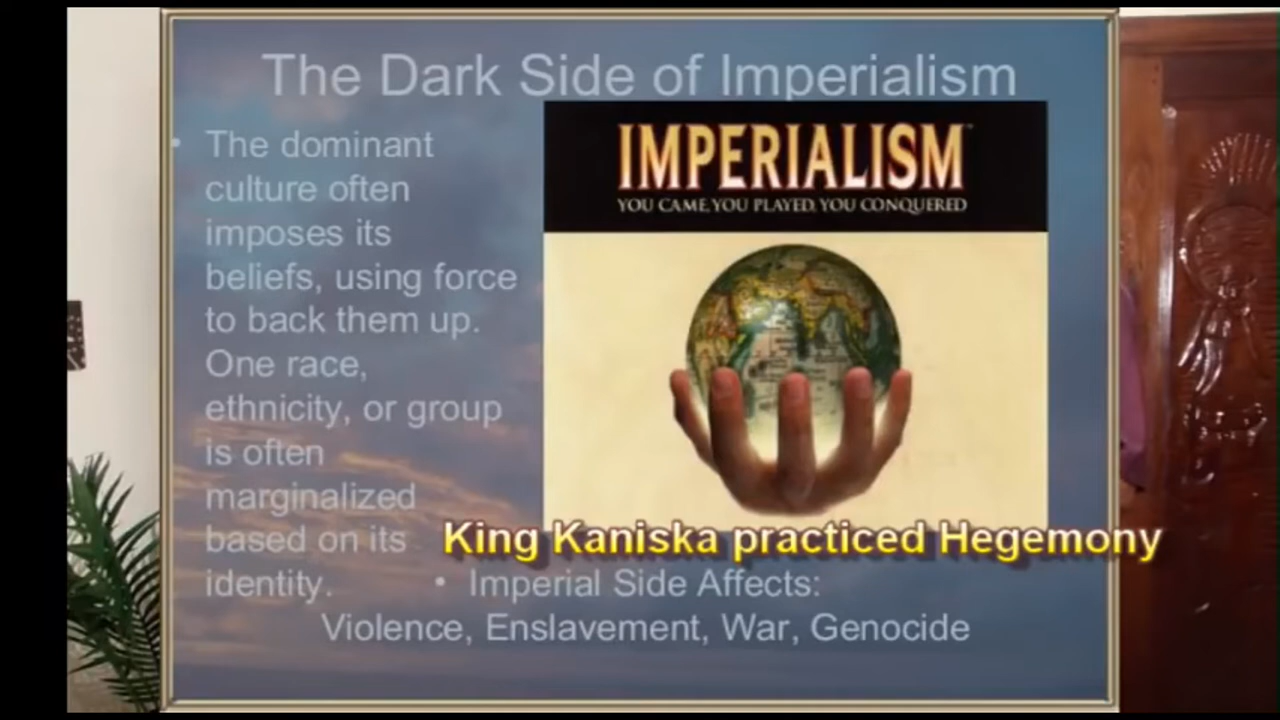 The Dark Side of Imperialism
• The dominant
culture often
imposes its
beliefs, using force
to back them up.
One race,
ethnicity, or group
is often
marginalized
based on its
identity.
IMPERIALISM™
YOU CAME, YOU PLAYED, YOU CONQUERED
King Kaniska practiced Hegemony
• Imperial Side Affects:
Violence, Enslavement, War, Genocide